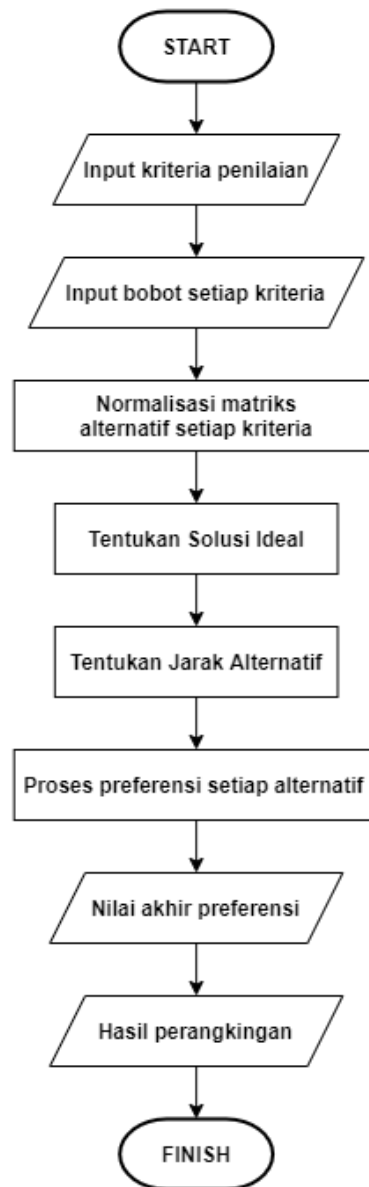 START
Input kriteria penilaian
Input bobot setiap kriteria
Normalisasi matriks
alternatif setiap kriteria
Tentukan Solusi Ideal
Tentukan Jarak Alternatif
Proses preferensi setiap alternatif
Nilai akhir preferensi
Hasil perangkingan
FINISH